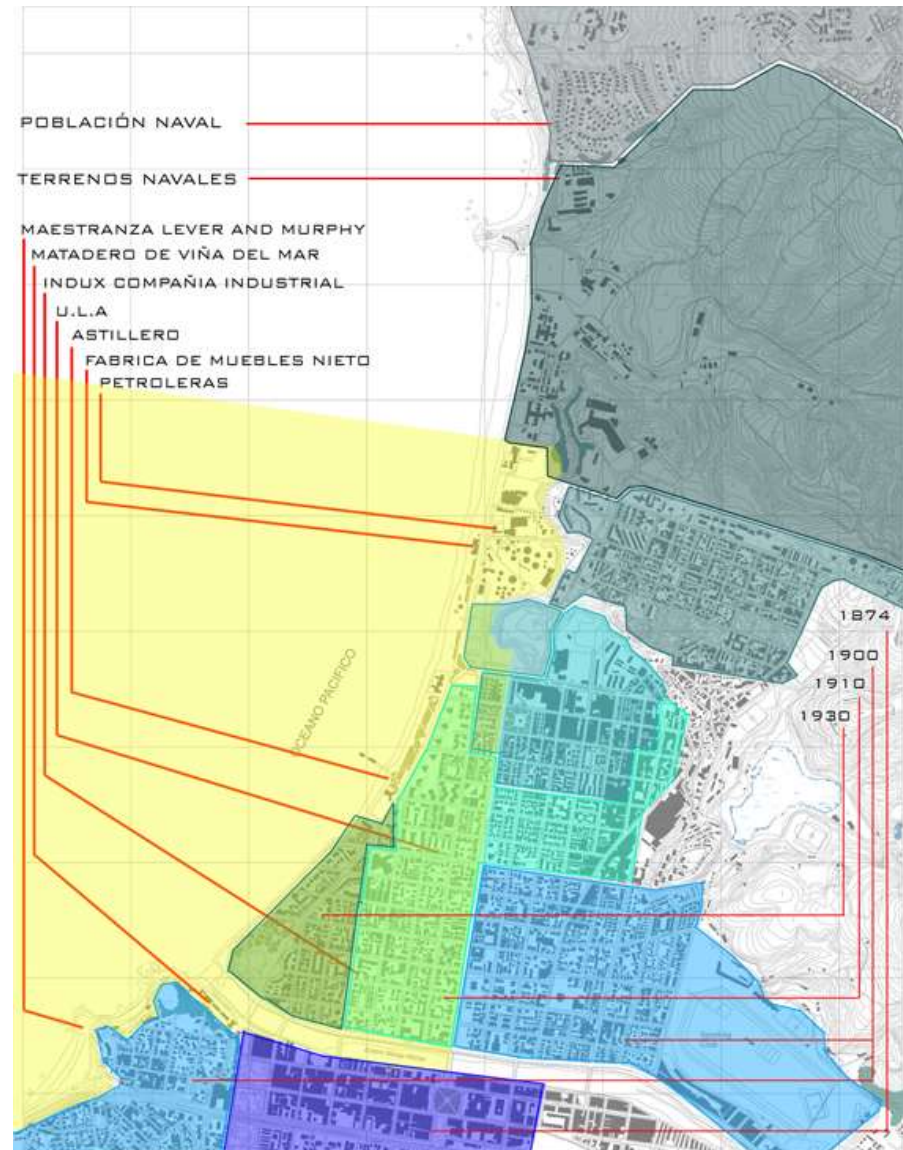 POBLACIÓN NAVAL
TERRENOS NAVALES
MAESTRANZA LEVER AND MURPHY
MATADERO DE VIÑA DEL MAR
INDUX COMPAÑIA INDUSTRIAL
U.L.A
ASTILLERO
FABRICA DE MUEBLES NIETO
PETROLERAS
1874
1900
1910
1930
OCEANO PACIFICO